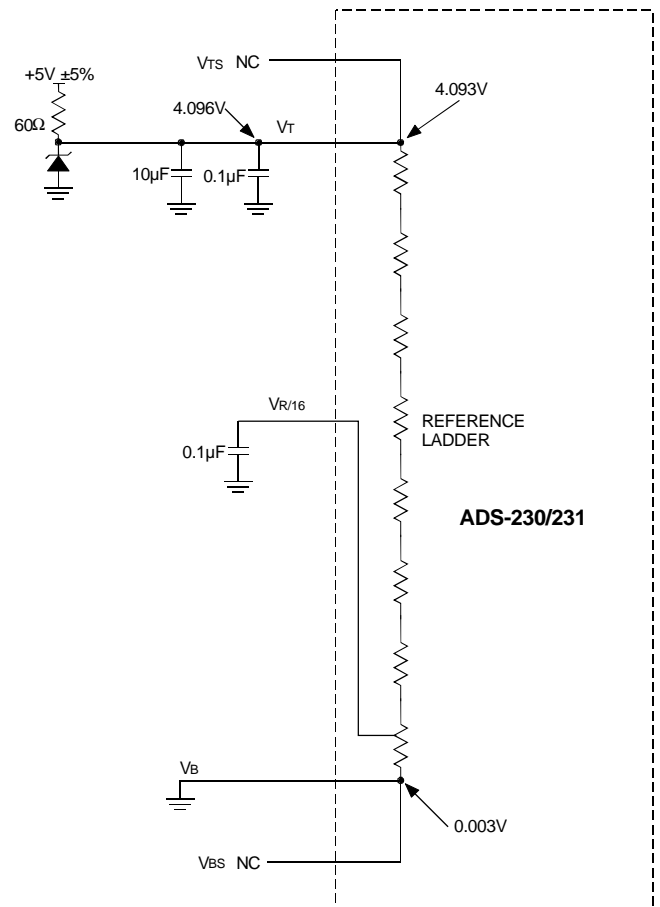 VTS NC
+5V ±5%
4.093V
4.096V
VT
60Ω
10µF
0.1µF
VR/16
REFERENCE
LADDER
0.1µF
ADS-230/231
VB
0.003V
VBS NC